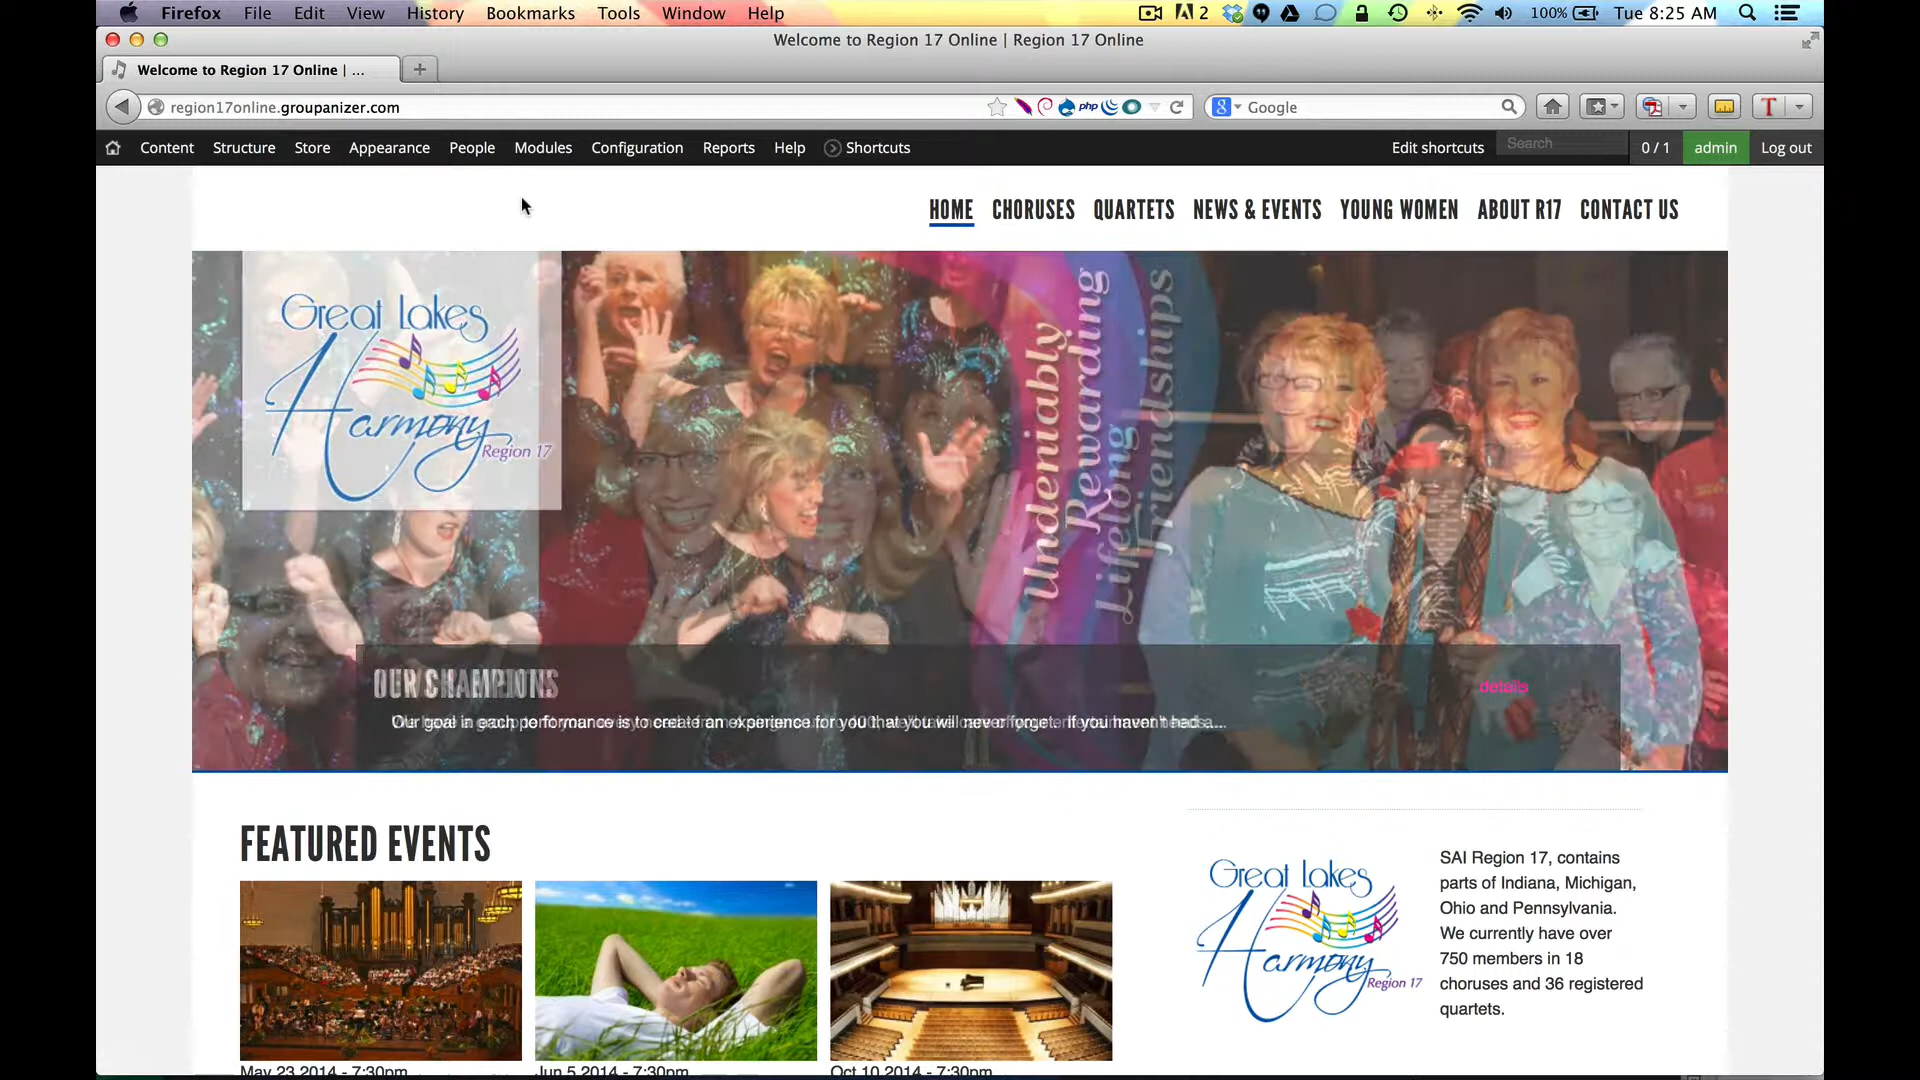 Firefox File Edit View History Bookmarks Tools Window Help 2 100% Tue 8:25 AM
Welcome to Region 17 Online | Region 17 Online
Welcome to Region 17 Online | ...
region17online.groupanizer.com php Google T
Content Structure Store Appearance People Modules Configuration Reports Help Shortcuts Edit shortcuts Search 0 / 1 admin Log out
HOME CHORUSES QUARTETS NEWS & EVENTS YOUNG WOMEN ABOUT R17 CONTACT US
Great Lakes
Harmony
Region 17
Undeniably
Rewarding
Lifelong
Friendships
OUR CHAMPIONS
details
Our goal in each performance is to create an experience for you that you will never forget. If you haven't had a...
FEATURED EVENTS
May 23 2014 - 7:30pm
Jun 5 2014 - 7:30pm
Oct 10 2014 - 7:30pm
Great Lakes
Harmony
Region 17
SAI Region 17, contains
parts of Indiana, Michigan,
Ohio and Pennsylvania.
We currently have over
750 members in 18
choruses and 36 registered
quartets.